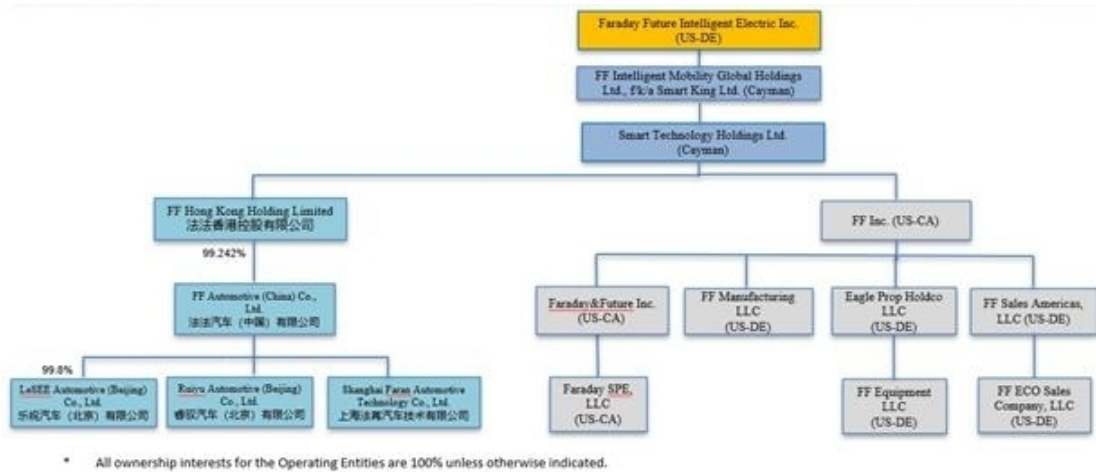 Faraday Future Intelligent Electric Inc.
(US-DE)
FF Intelligent Mobility Global Holdings
Ltd., f/k/a Smart King Ltd. (Cayman)
Smart Technology Holdings Ltd.
(Cayman)
FF Hong Kong Holding Limited
法法香港控股有限公司
FF Inc. (US-CA)
99.242%
FF Automotive (China) Co.,
Ltd.
法法汽车（中国）有限公司
Faraday&Future Inc.
(US-CA)
FF Manufacturing
LLC
(US-DE)
Eagle Prop Holdco
LLC
(US-DE)
FF Sales Americas,
LLC (US-DE)
99.8%
LeSEE Automotive (Beijing)
Co., Ltd.
乐视汽车（北京）有限公司
Ruiyu Automotive (Beijing)
Co., Ltd.
睿驭汽车（北京）有限公司
Shanghai Faran Automotive
Technology Co., Ltd.
上海法冉汽车技术有限公司
Faraday SPE,
LLC
(US-CA)
FF Equipment
LLC
(US-DE)
FF ECO Sales
Company, LLC
(US-DE)
* All ownership interests for the Operating Entities are 100% unless otherwise indicated.